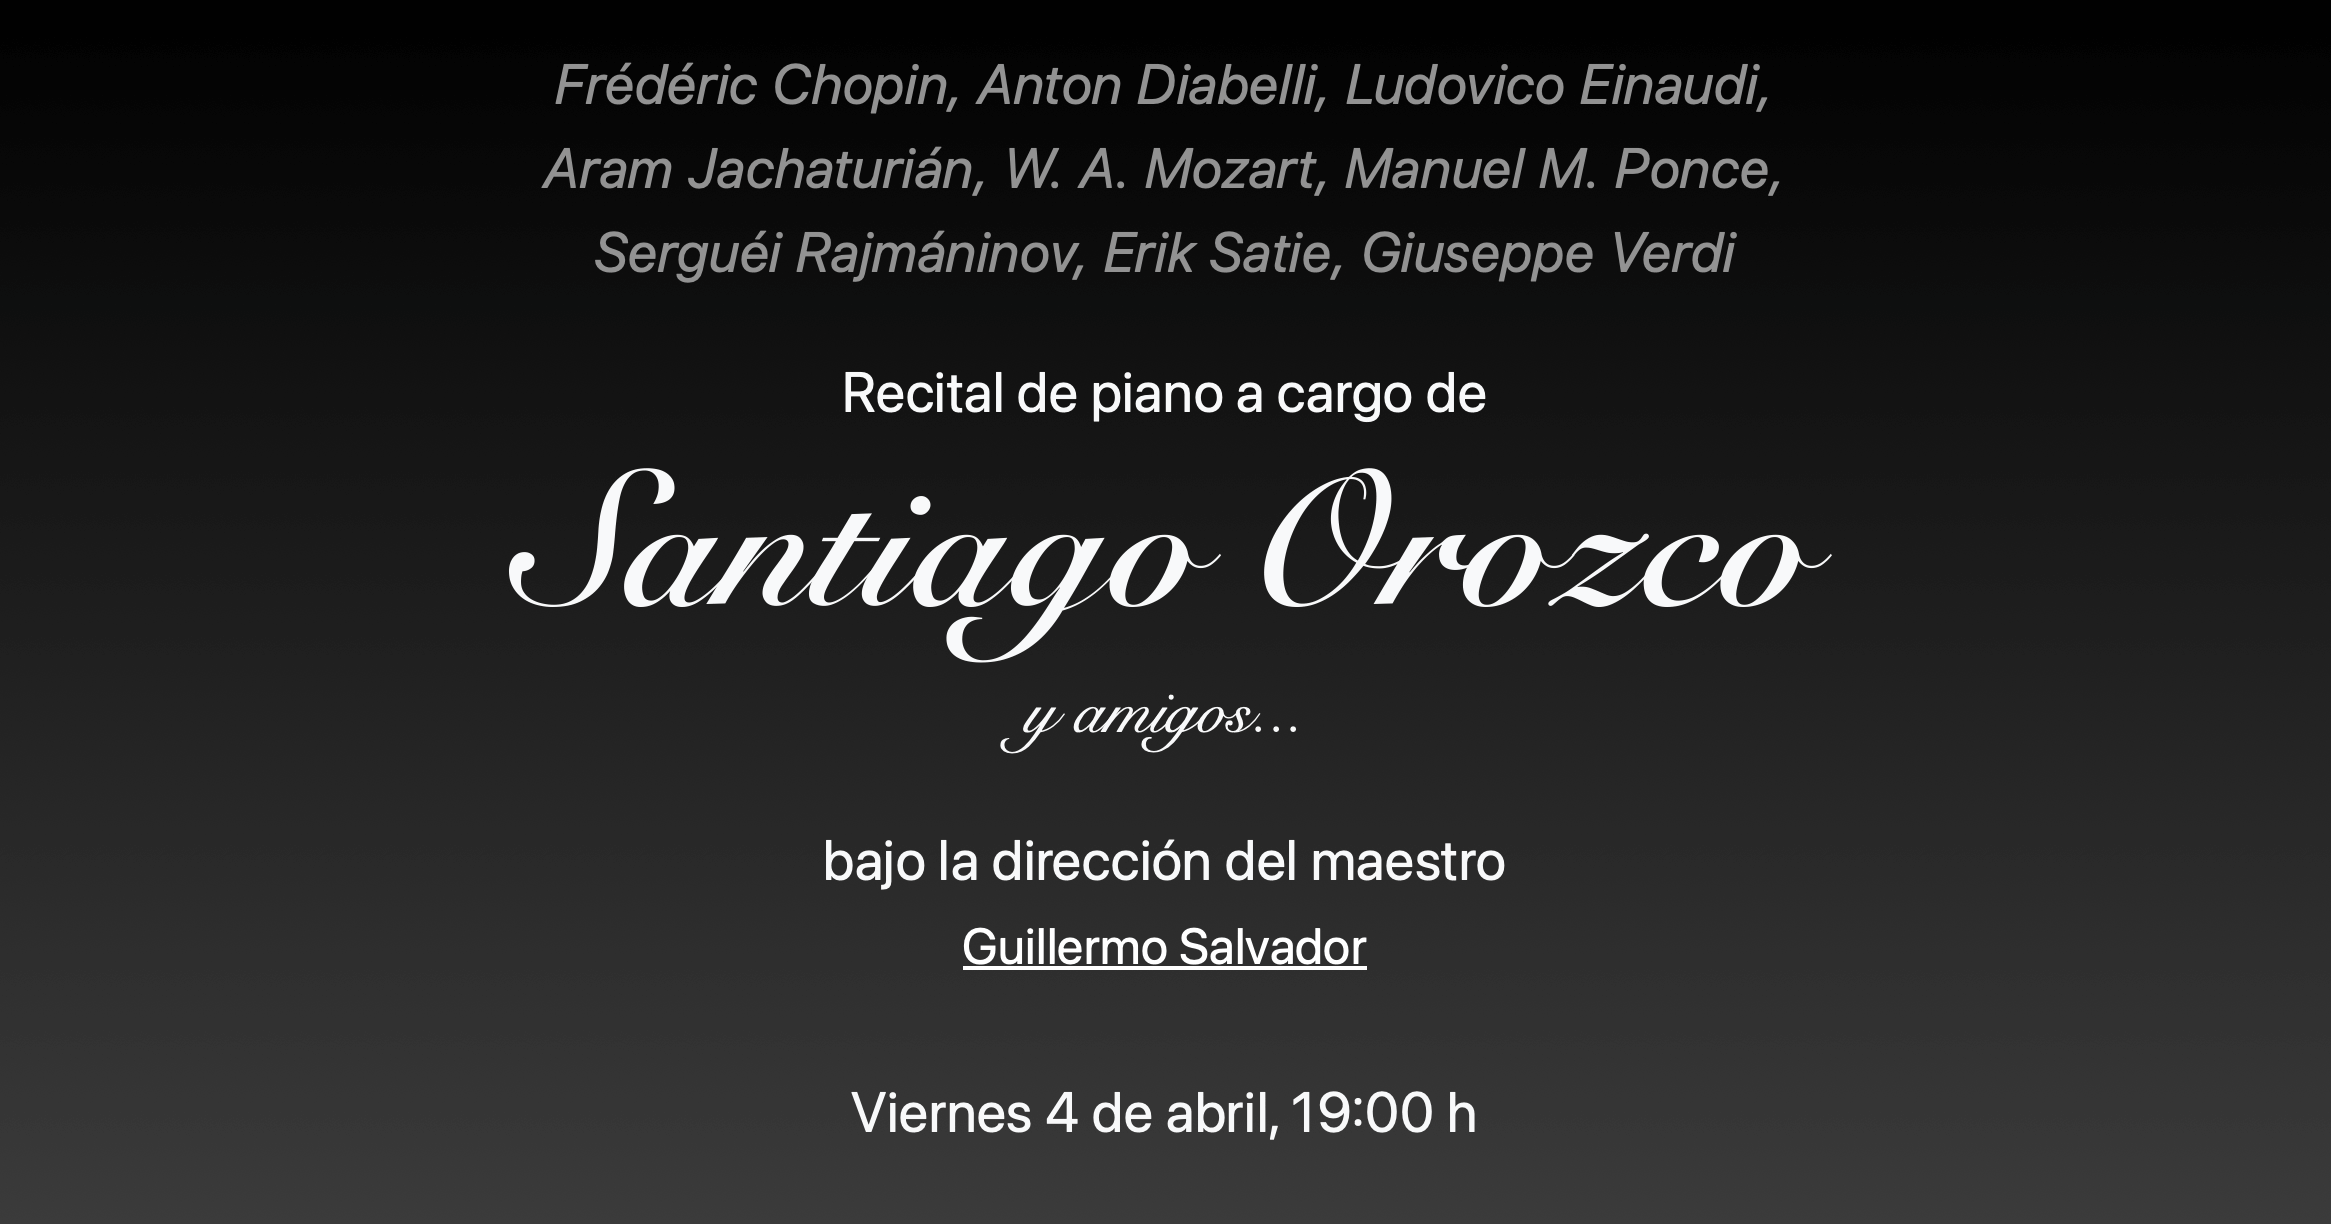 Frédéric Chopin, Anton Diabelli, Ludovico Einaudi,
Aram Jachaturián, W. A. Mozart, Manuel M. Ponce,
Serguéi Rajmáninov, Erik Satie, Giuseppe Verdi
Recital de piano a cargo de
Santiago Orozco
y amigos...
bajo la dirección del maestro
Guillermo Salvador
Viernes 4 de abril, 19:00 h